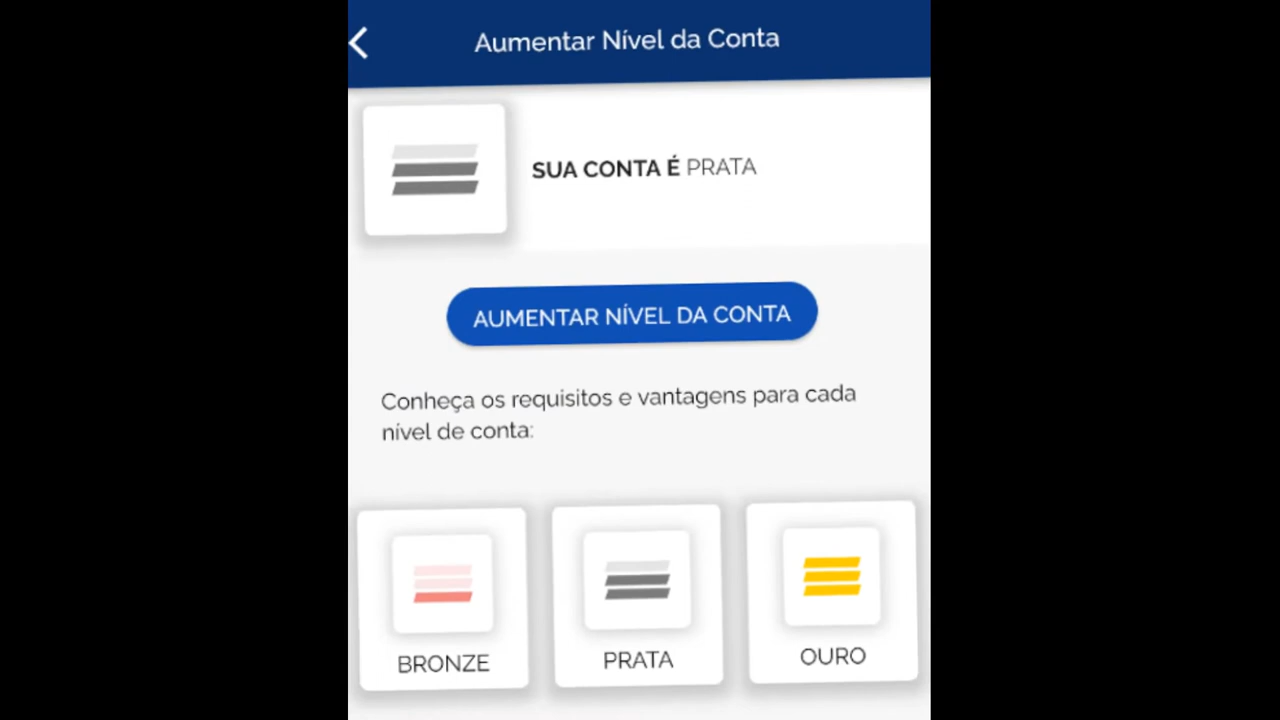 Aumentar Nível da Conta
SUA CONTA É PRATA
AUMENTAR NÍVEL DA CONTA
Conheça os requisitos e vantagens para cada
nível de conta:
BRONZE
PRATA
OURO